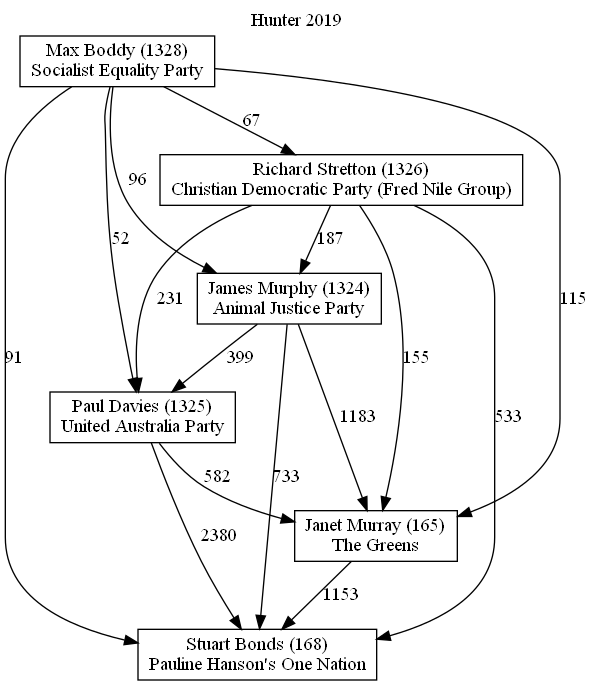 Hunter 2019
Max Boddy (1328)
Socialist Equality Party
67
Richard Stretton (1326)
Christian Democratic Party (Fred Nile Group)
96
52
187
James Murphy (1324)
Animal Justice Party
231
115
91
399
155
Paul Davies (1325)
United Australia Party
1183
533
582
733
2380
Janet Murray (165)
The Greens
1153
Stuart Bonds (168)
Pauline Hanson's One Nation